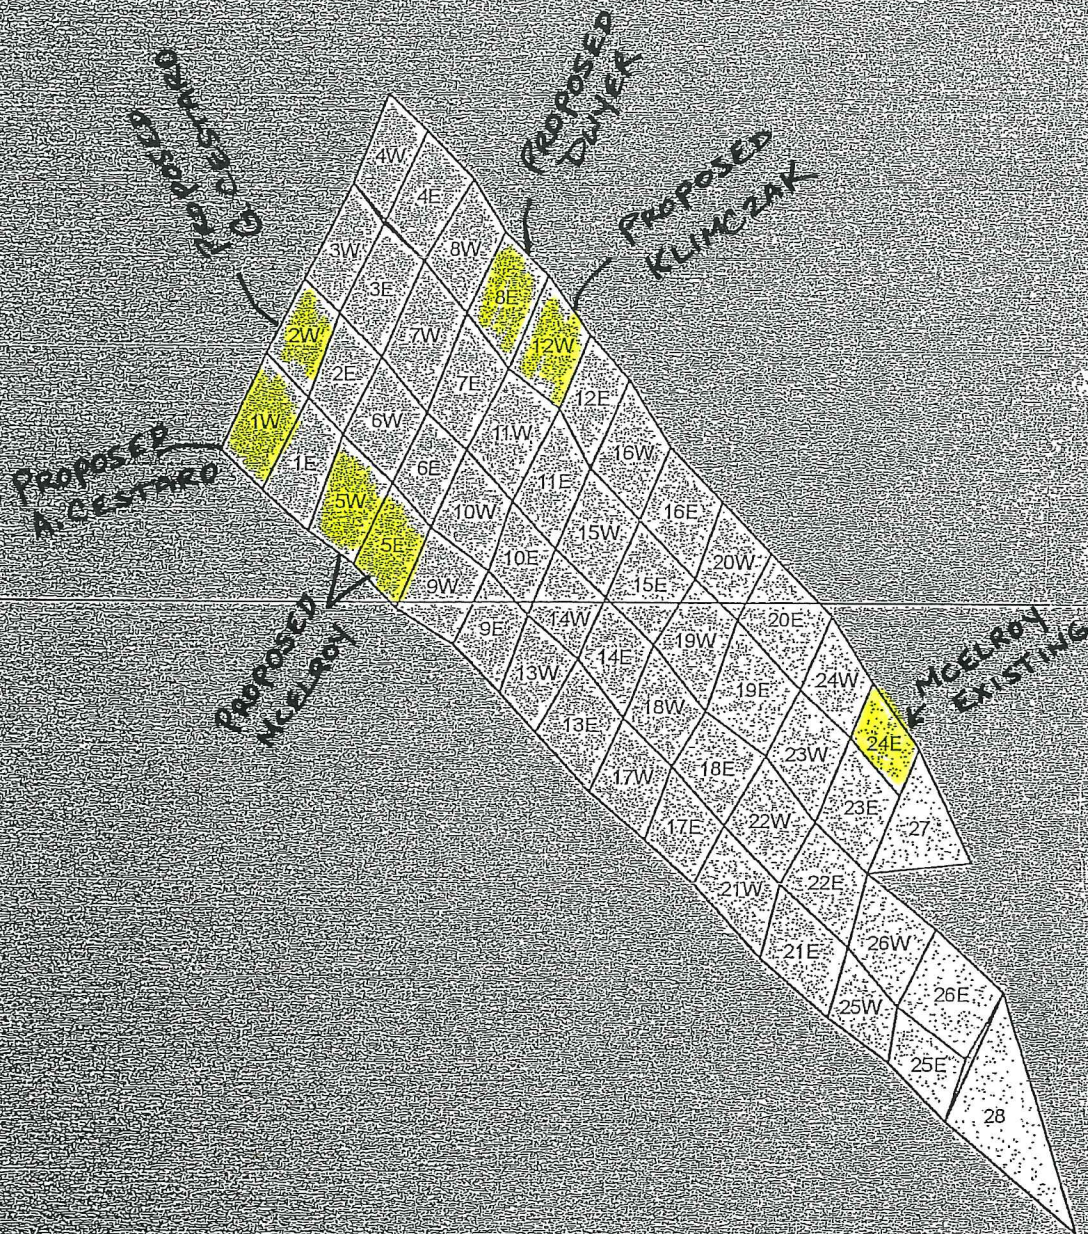 PROPOSED
CESTARO
PROPOSED
DWYER
PROPOSED
KLIMCZAK
PROPOSED
A. CESTARO
PROPOSED
MCELROY
MCELROY
EXISTING
4W
4E
3W
8W
3E
8E
2W
7W
12W
2E
7E
12E
1W
6W
11W
1E
6E
16W
5W
11E
10W
16E
5E
15W
10E
20W
9W
15E
14W
20E
9E
19W
14E
13W
24W
19E
18W
13E
24E
23W
18E
17W
23E
27
22W
17E
22E
21W
26W
21E
26E
25W
25E
28